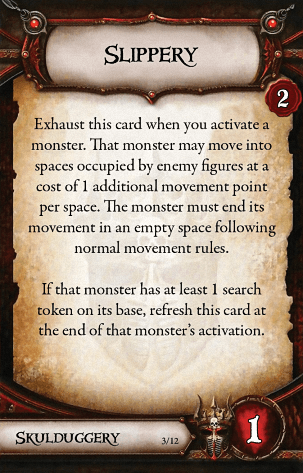 Slippery
2
Exhaust this card when you activate a
monster. That monster may move into
spaces occupied by enemy figures at a
cost of 1 additional movement point
per space. The monster must end its
movement in an empty space following
normal movement rules.
If that monster has at least 1 search
token on its base, refresh this card at
the end of that monster's activation.
Skulduggery 3/12
1